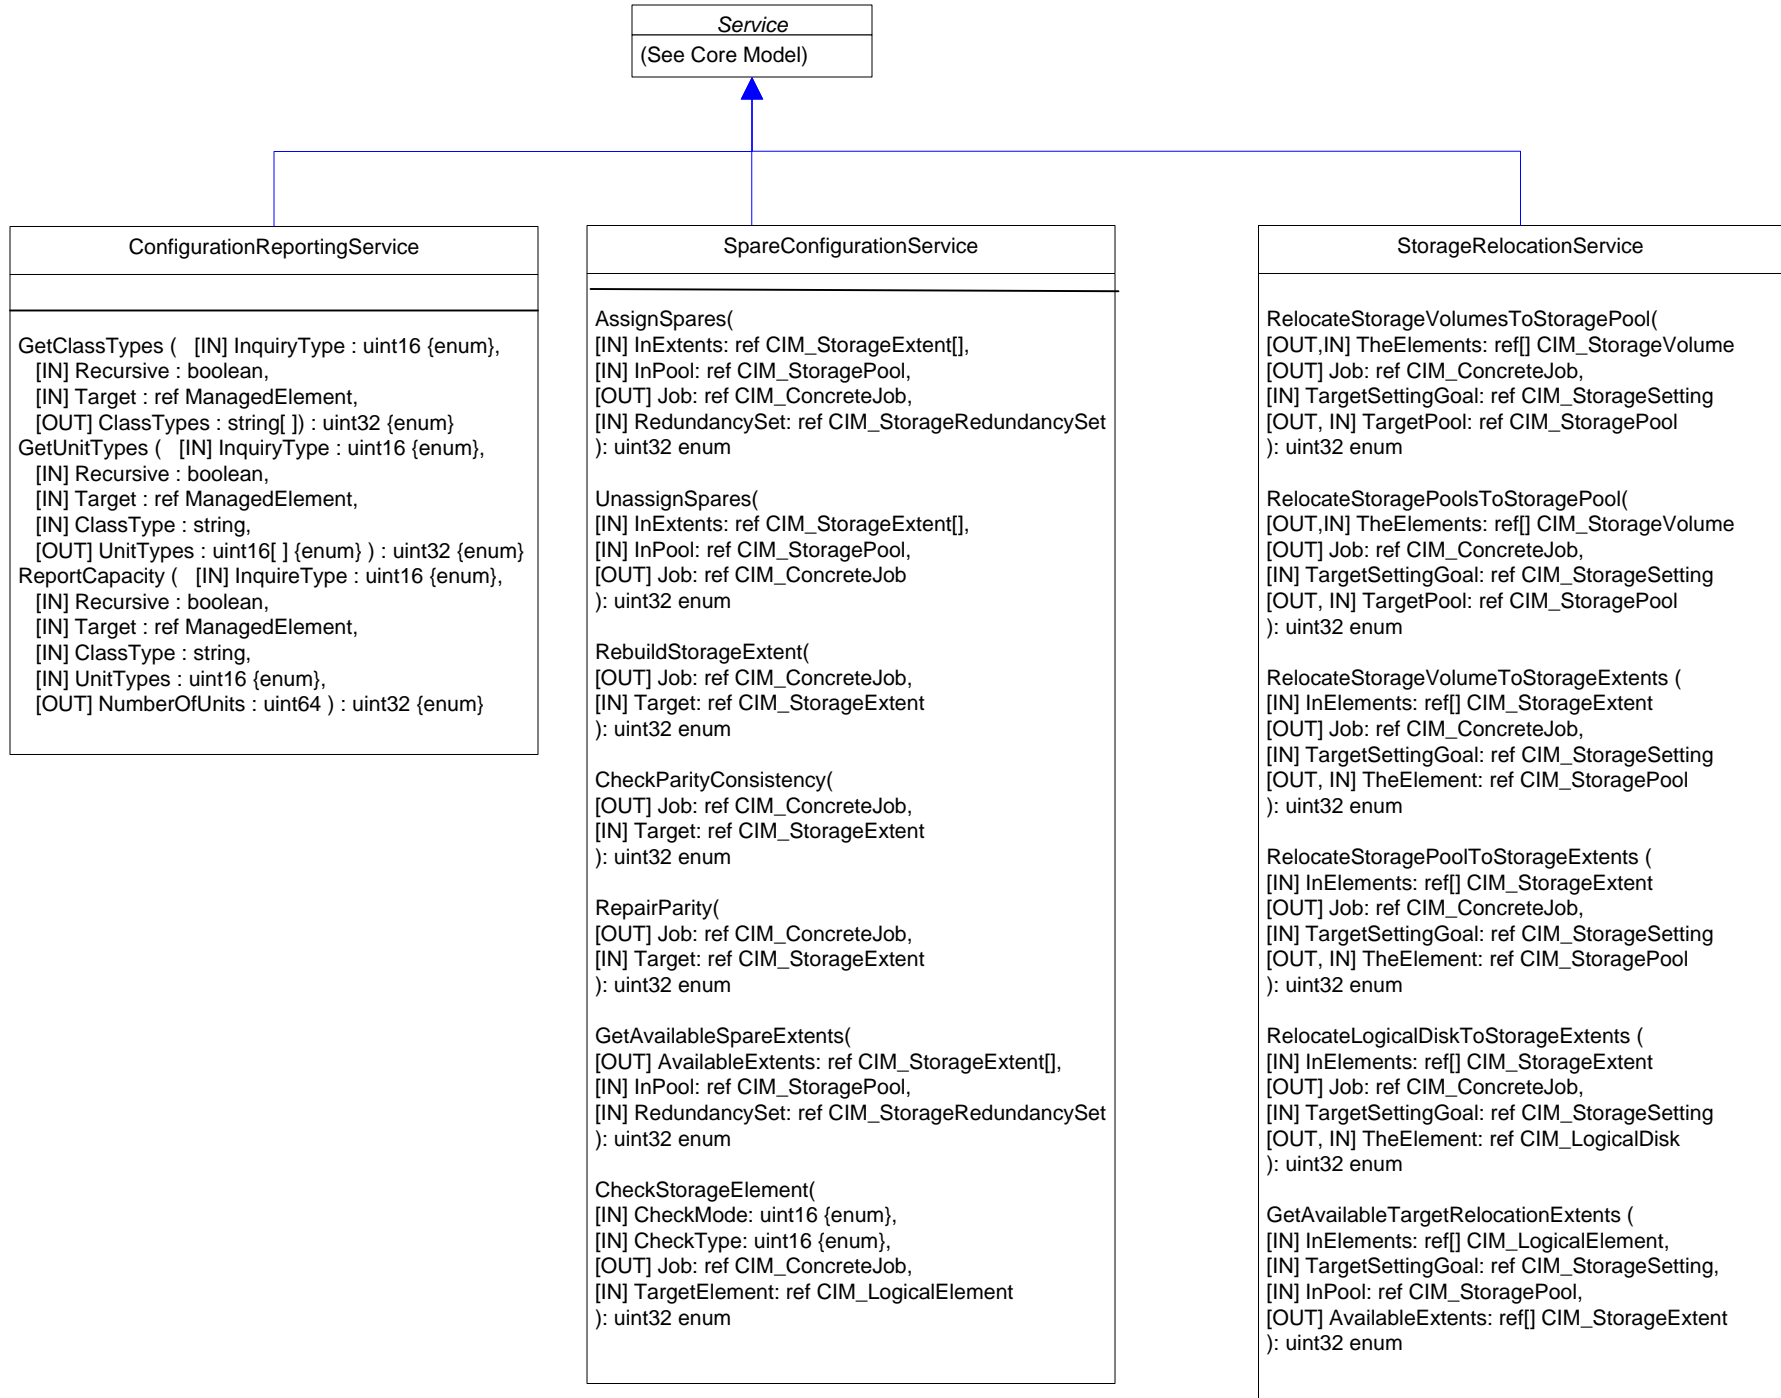 Service
(See Core Model)
ConfigurationReportingService
GetClassTypes (   [IN] InquiryType : uint16 {enum},
[IN] Recursive : boolean,
[IN] Target : ref ManagedElement,
[OUT] ClassTypes : string[ ]) : uint32 {enum}
GetUnitTypes (   [IN] InquiryType : uint16 {enum},
[IN] Recursive : boolean,
[IN] Target : ref ManagedElement,
[IN] ClassType : string,
[OUT] UnitTypes : uint16[ ] {enum} ) : uint32 {enum}
ReportCapacity (   [IN] InquireType : uint16 {enum},
[IN] Recursive : boolean,
[IN] Target : ref ManagedElement,
[IN] ClassType : string,
[IN] UnitTypes : uint16 {enum},
[OUT] NumberOfUnits : uint64 ) : uint32 {enum}
SpareConfigurationService
AssignSpares(
[IN] InExtents: ref CIM_StorageExtent[],
[IN] InPool: ref CIM_StoragePool,
[OUT] Job: ref CIM_ConcreteJob,
[IN] RedundancySet: ref CIM_StorageRedundancySet
): uint32 enum
UnassignSpares(
[IN] InExtents: ref CIM_StorageExtent[],
[IN] InPool: ref CIM_StoragePool,
[OUT] Job: ref CIM_ConcreteJob
): uint32 enum
RebuildStorageExtent(
[OUT] Job: ref CIM_ConcreteJob,
[IN] Target: ref CIM_StorageExtent
): uint32 enum
CheckParityConsistency(
[OUT] Job: ref CIM_ConcreteJob,
[IN] Target: ref CIM_StorageExtent
): uint32 enum
RepairParity(
[OUT] Job: ref CIM_ConcreteJob,
[IN] Target: ref CIM_StorageExtent
): uint32 enum
GetAvailableSpareExtents(
[OUT] AvailableExtents: ref CIM_StorageExtent[],
[IN] InPool: ref CIM_StoragePool,
[IN] RedundancySet: ref CIM_StorageRedundancySet
): uint32 enum
CheckStorageElement(
[IN] CheckMode: uint16 {enum},
[IN] CheckType: uint16 {enum},
[OUT] Job: ref CIM_ConcreteJob,
[IN] TargetElement: ref CIM_LogicalElement
): uint32 enum
StorageRelocationService
RelocateStorageVolumesToStoragePool(
[OUT,IN] TheElements: ref[] CIM_StorageVolume
[OUT] Job: ref CIM_ConcreteJob,
[IN] TargetSettingGoal: ref CIM_StorageSetting
[OUT, IN] TargetPool: ref CIM_StoragePool
): uint32 enum
RelocateStoragePoolsToStoragePool(
[OUT,IN] TheElements: ref[] CIM_StorageVolume
[OUT] Job: ref CIM_ConcreteJob,
[IN] TargetSettingGoal: ref CIM_StorageSetting
[OUT, IN] TargetPool: ref CIM_StoragePool
): uint32 enum
RelocateStorageVolumeToStorageExtents (
[IN] InElements: ref[] CIM_StorageExtent
[OUT] Job: ref CIM_ConcreteJob,
[IN] TargetSettingGoal: ref CIM_StorageSetting
[OUT, IN] TheElement: ref CIM_StoragePool
): uint32 enum
RelocateStoragePoolToStorageExtents (
[IN] InElements: ref[] CIM_StorageExtent
[OUT] Job: ref CIM_ConcreteJob,
[IN] TargetSettingGoal: ref CIM_StorageSetting
[OUT, IN] TheElement: ref CIM_StoragePool
): uint32 enum
RelocateLogicalDiskToStorageExtents (
[IN] InElements: ref[] CIM_StorageExtent
[OUT] Job: ref CIM_ConcreteJob,
[IN] TargetSettingGoal: ref CIM_StorageSetting
[OUT, IN] TheElement: ref CIM_LogicalDisk
): uint32 enum
GetAvailableTargetRelocationExtents (
[IN] InElements: ref[] CIM_LogicalElement,
[IN] TargetSettingGoal: ref CIM_StorageSetting,
[IN] InPool: ref CIM_StoragePool,
[OUT] AvailableExtents: ref[] CIM_StorageExtent
): uint32 enum